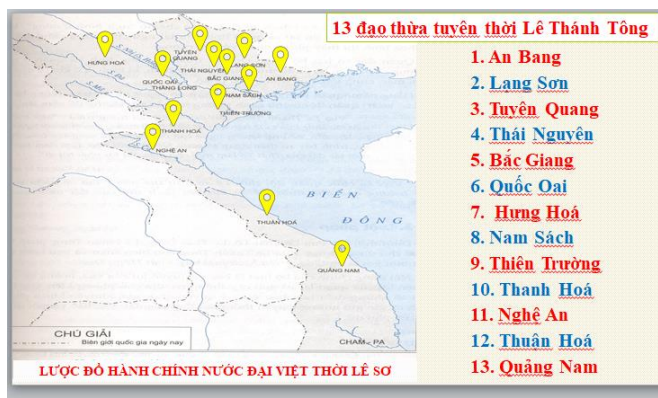 13 đạo thừa tuyên thời Lê Thánh Tông
1. An Bang
2. Lạng Sơn
3. Tuyên Quang
4. Thái Nguyên
5. Bắc Giang
6. Quốc Oai
7. Hưng Hoá
8. Nam Sách
9. Thiên Trường
10. Thanh Hoá
11. Nghệ An
12. Thuận Hoá
13. Quảng Nam
HƯNG HOÁ
TUYÊN
QUANG
THÁI NGUYÊN
LẠNG SƠN
BẮC GIANG
AN BANG
QUỐC OAI
THĂNG LONG
NAM SÁCH
THIÊN TRƯỜNG
THANH HOÁ
NGHỆ AN
BIỂN
ĐÔNG
THUẬN HOÁ
QUẢNG NAM
CHAM - PA
CHÚ GIẢI
Biên giới quốc gia ngày nay
LƯỢC ĐỒ HÀNH CHÍNH NƯỚC ĐẠI VIỆT THỜI LÊ SƠ